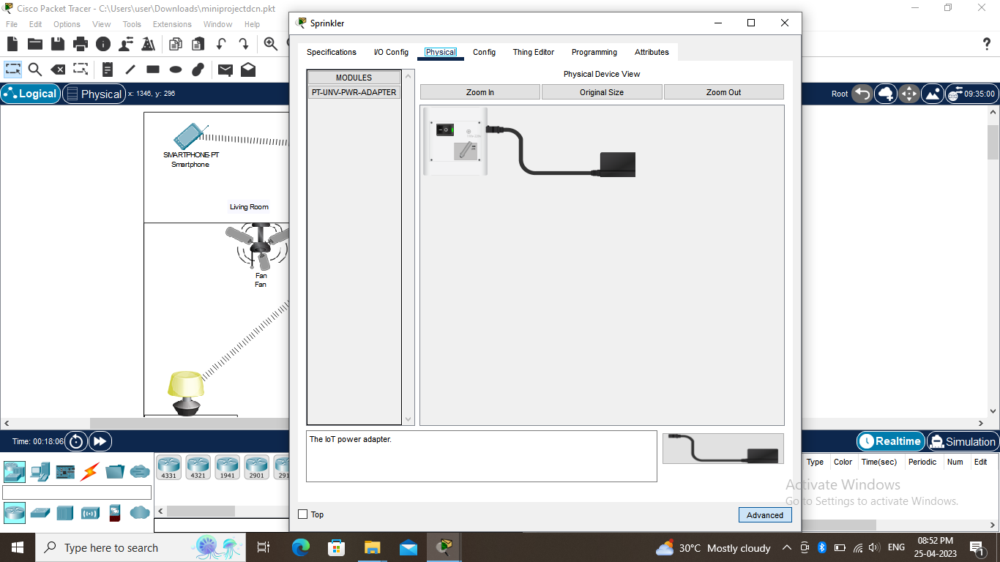 Cisco Packet Tracer - C:\Users\user\Downloads\miniprojectdcn.pkt
File Edit Options View Tools Extensions Window Help
Logical Physical x: 1346, y: 296
Root 09:35:00
SMARTPHONE-PT
Smartphone
Living Room
Fan
Fan
Sprinkler
Specifications I/O Config Physical Config Thing Editor Programming Attributes
MODULES
PT-UNV-PWR-ADAPTER
Physical Device View
Zoom In Original Size Zoom Out
The IoT power adapter.
Top
Advanced
Time: 00:18:06
Realtime Simulation
4331 4321 1941 2901 291
Type Color Time(sec) Periodic Num Edit
Activate Windows
Go to Settings to activate Windows.
Type here to search
30°C Mostly cloudy
ENG
08:52 PM
25-04-2023
1